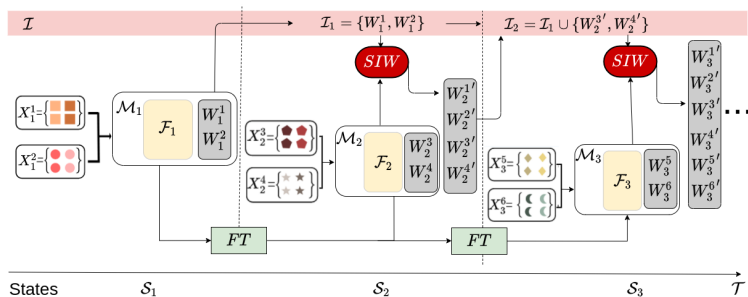 𝓘 𝓘₁ = {W₁¹, W₁²} 𝓘₂ = 𝓘₁ ∪ {W₂³′, W₂⁴′}
SIW
SIW
X₁¹={ }
X₁²={ }
𝓜₁
𝓕₁
W₁¹
W₁²
X₂³={ }
X₂⁴={ }
𝓜₂
𝓕₂
W₂³
W₂⁴
W₂¹′
W₂²′
W₂³′
W₂⁴′
X₃⁵={ }
X₃⁶={ }
𝓜₃
𝓕₃
W₃⁵
W₃⁶
W₃¹′
W₃²′
W₃³′
W₃⁴′
W₃⁵′
W₃⁶′
...
FT
FT
States 𝓢₁ 𝓢₂ 𝓢₃ 𝓣